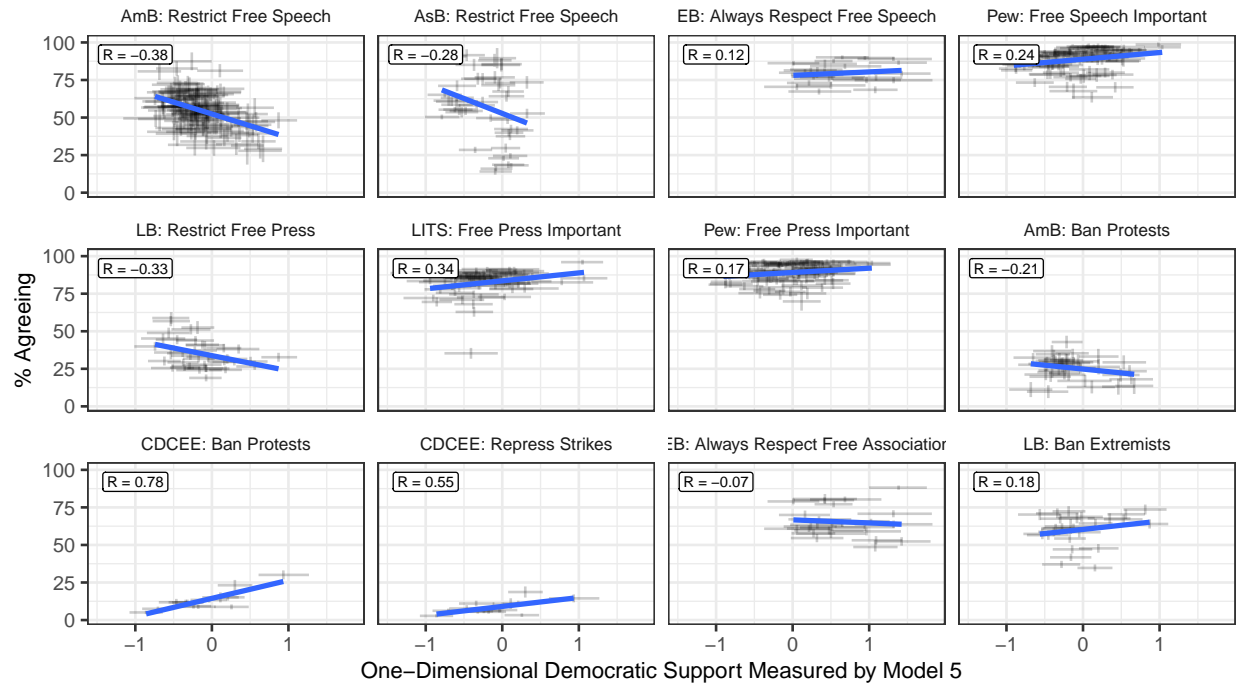 AmB: Restrict Free Speech
AsB: Restrict Free Speech
EB: Always Respect Free Speech
Pew: Free Speech Important
100
75
50
25
0
R = −0.38
R = −0.28
R = 0.12
R = 0.24
LB: Restrict Free Press
LITS: Free Press Important
Pew: Free Press Important
AmB: Ban Protests
100
75
50
25
0
R = −0.33
R = 0.34
R = 0.17
R = −0.21
CDCEE: Ban Protests
CDCEE: Repress Strikes
EB: Always Respect Free Association
LB: Ban Extremists
100
75
50
25
0
R = 0.78
R = 0.55
R = −0.07
R = 0.18
−1 0 1
−1 0 1
−1 0 1
−1 0 1
% Agreeing
One−Dimensional Democratic Support Measured by Model 5